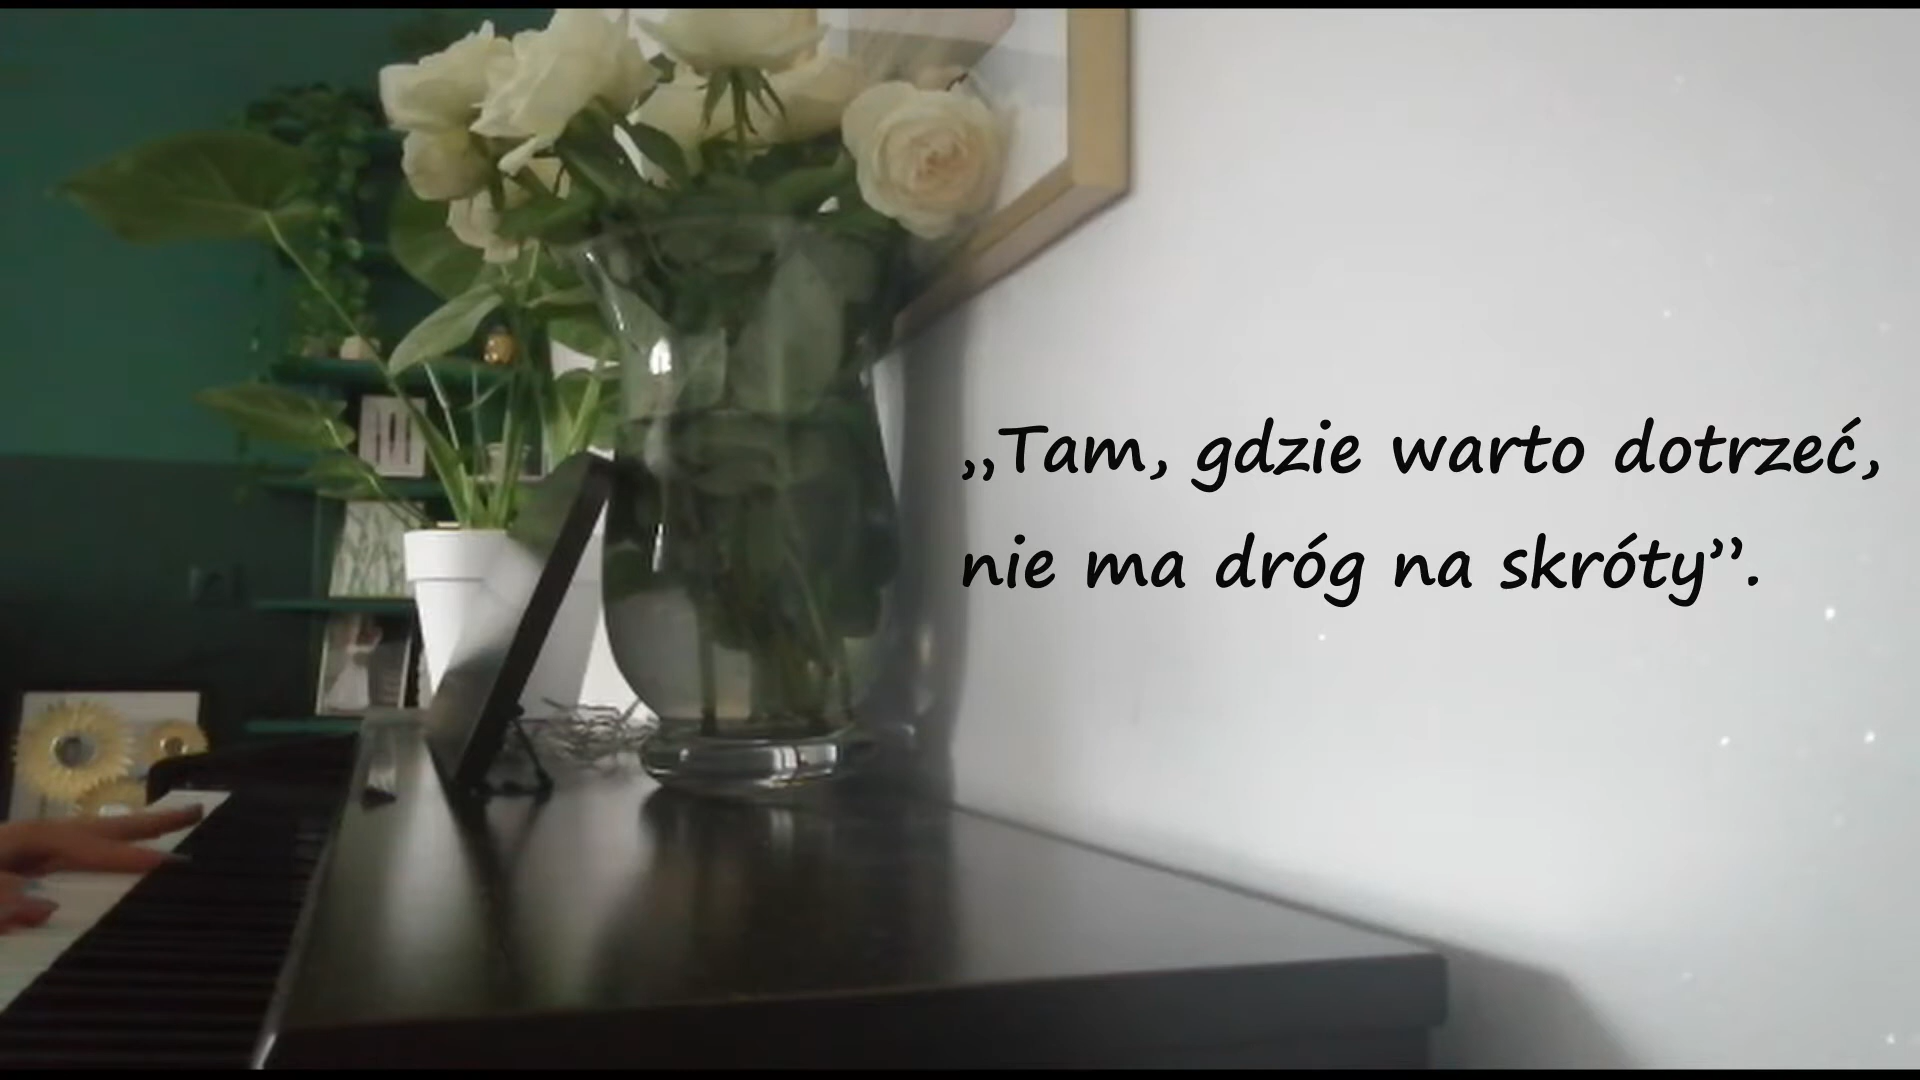 „Tam, gdzie warto dotrzeć,
nie ma dróg na skróty”.